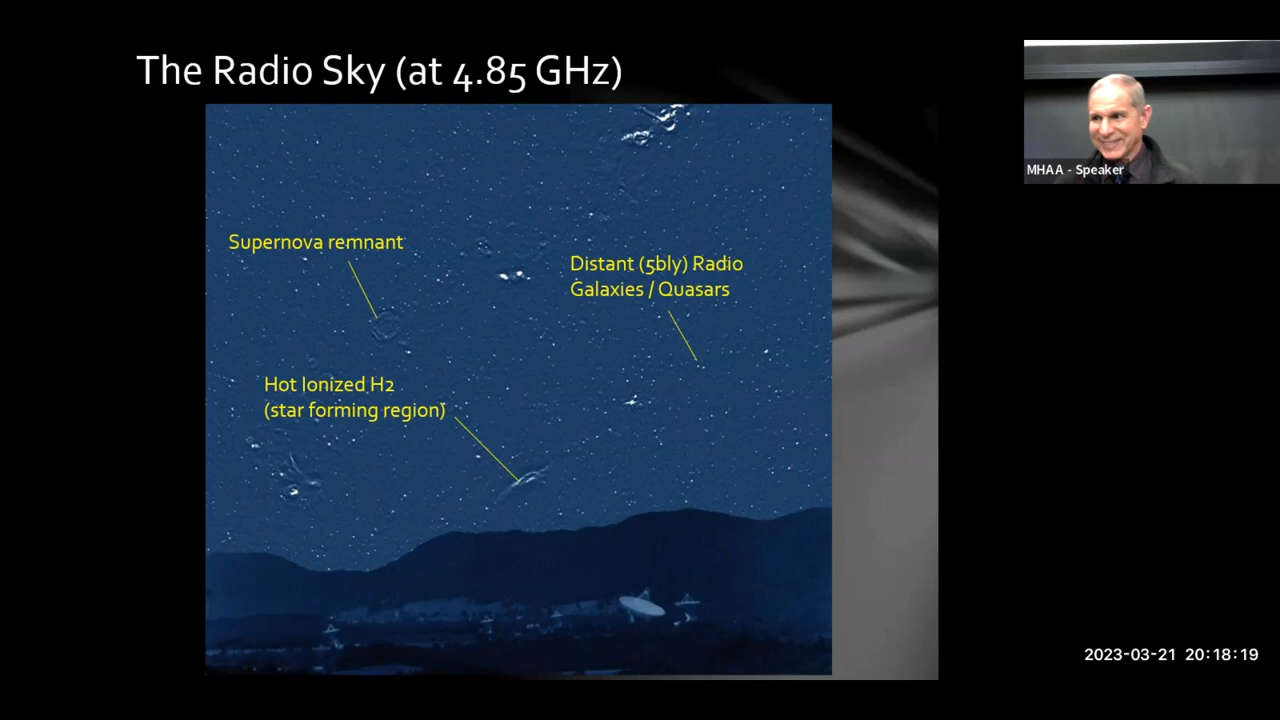 The Radio Sky (at 4.85 GHz)
MHAA - Speaker
Supernova remnant
Distant (5bly) Radio
Galaxies / Quasars
Hot Ionized H2
(star forming region)
2023-03-21 20:18:19